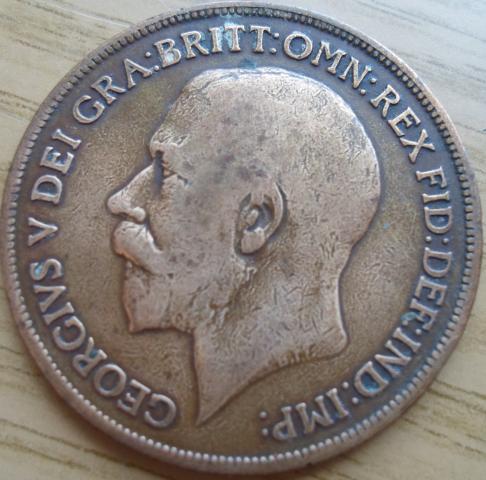 GEORGIVS V DEI GRA:BRITT:OMN:REX FID:DEF:IND:IMP: